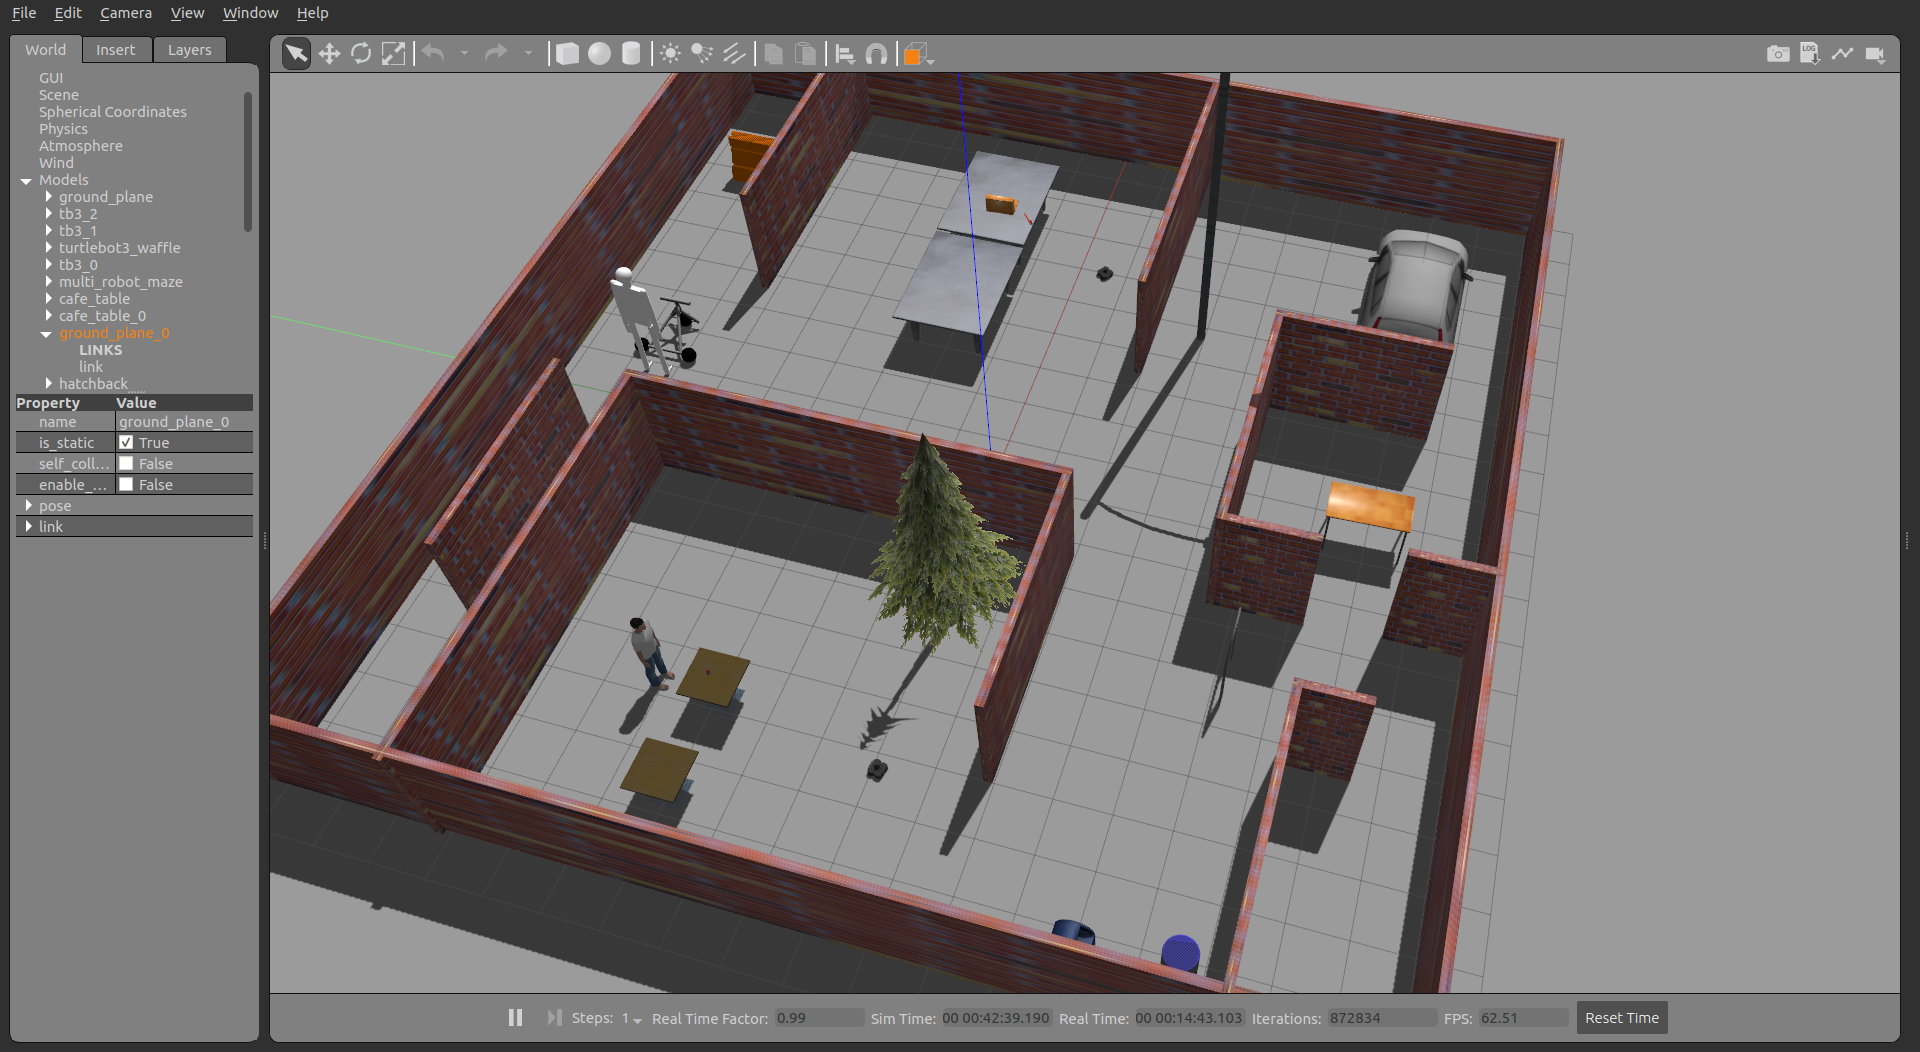 File Edit Camera View Window Help
World Insert Layers
LOG
GUI
Scene
Spherical Coordinates
Physics
Atmosphere
Wind
Models
ground_plane
tb3_2
tb3_1
turtlebot3_waffle
tb3_0
multi_robot_maze
cafe_table
cafe_table_0
ground_plane_0
LINKS
link
hatchback
Property Value
name ground_plane_0
is_static True
self_coll... False
enable_... False
pose
link
Steps: 1 Real Time Factor: 0.99 Sim Time: 00 00:42:39.190 Real Time: 00 00:14:43.103 Iterations: 872834 FPS: 62.51 Reset Time